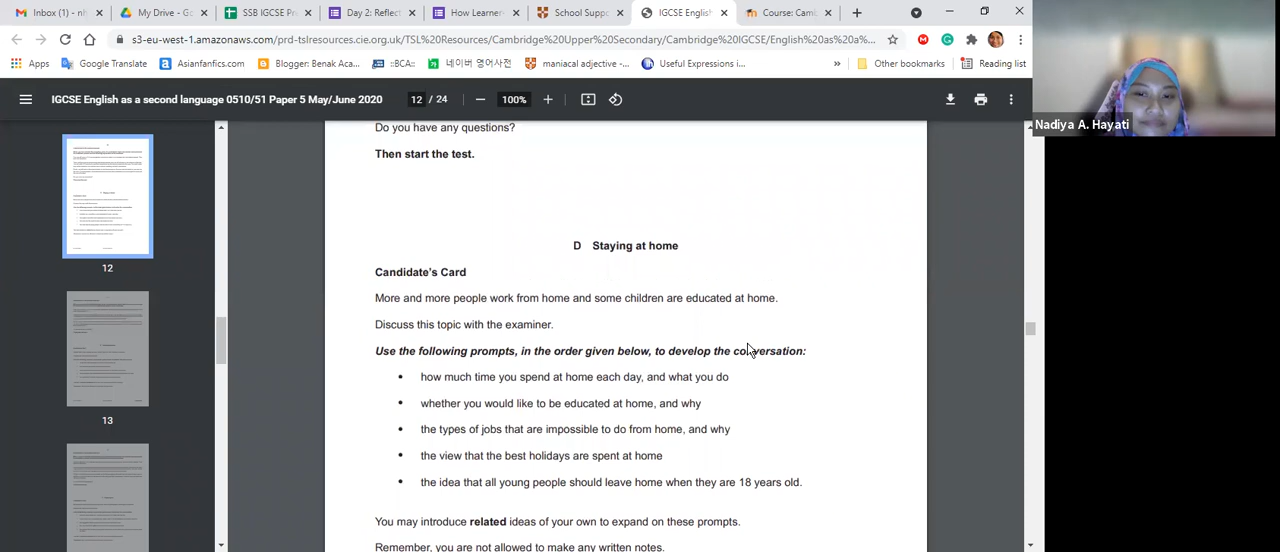 Inbox (1) - nh
My Drive - Go
SSB IGCSE Pr
Day 2: Reflect
How Learner
School Suppo
IGCSE English
Course: Camb
s3-eu-west-1.amazonaws.com/prd-tslresources.cie.org.uk/TSL%20Resources/Cambridge%20Upper%20Secondary/Cambridge%20IGCSE/English%20as%20a%...
Apps
Google Translate
Asianfanfics.com
Blogger: Benak Aca...
::BCA::
네이버 영어사전
maniacal adjective -...
Useful Expressions i...
»
Other bookmarks
Reading list
IGCSE English as a second language 0510/51 Paper 5 May/June 2020
12 / 24
100%
Nadiya A. Hayati
12
13
Do you have any questions?
Then start the test.
D Staying at home
Candidate's Card
More and more people work from home and some children are educated at home.
Discuss this topic with the examiner.
Use the following prompts, in the order given below, to develop the conversation:
• how much time you spend at home each day, and what you do
• whether you would like to be educated at home, and why
• the types of jobs that are impossible to do from home, and why
• the view that the best holidays are spent at home
• the idea that all young people should leave home when they are 18 years old.
You may introduce related ideas of your own to expand on these prompts.
Remember, you are not allowed to make any written notes.